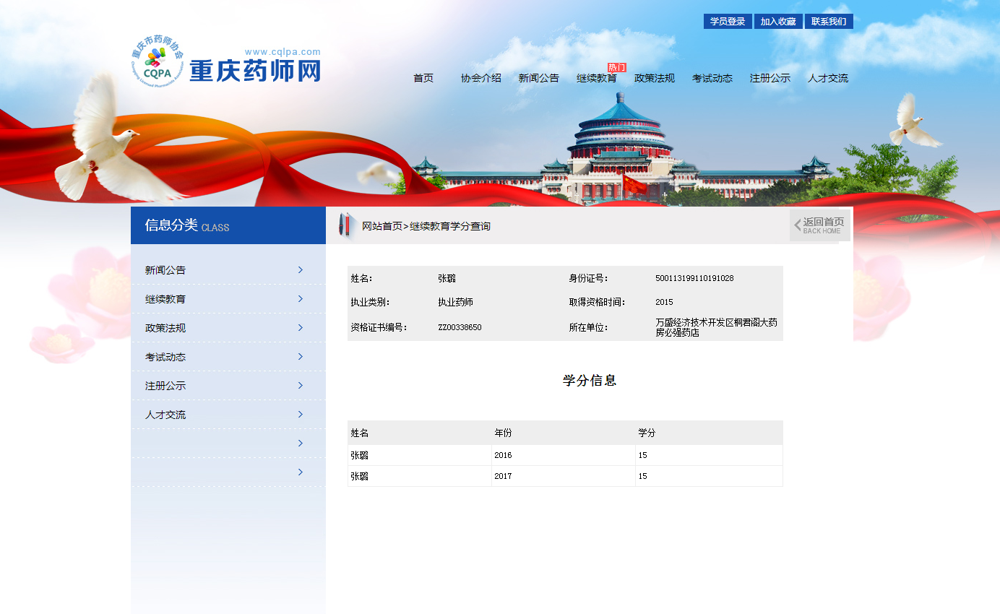 学员登录 加入收藏 联系我们
重庆市药师协会
CQPA
www.cqlpa.com
重庆药师网
热门
首页 协会介绍 新闻公告 继续教育 政策法规 考试动态 注册公示 人才交流
信息分类 CLASS
网站首页>继续教育学分查询
返回首页
BACK HOME
新闻公告
继续教育
政策法规
考试动态
注册公示
人才交流
姓名: 张璐 身份证号: 500113199110191028
执业类别: 执业药师 取得资格时间: 2015
资格证书编号: ZZ00338650 所在单位: 万盛经济技术开发区桐君阁大药
房必强药店
学分信息
姓名 年份 学分
张璐 2016 15
张璐 2017 15